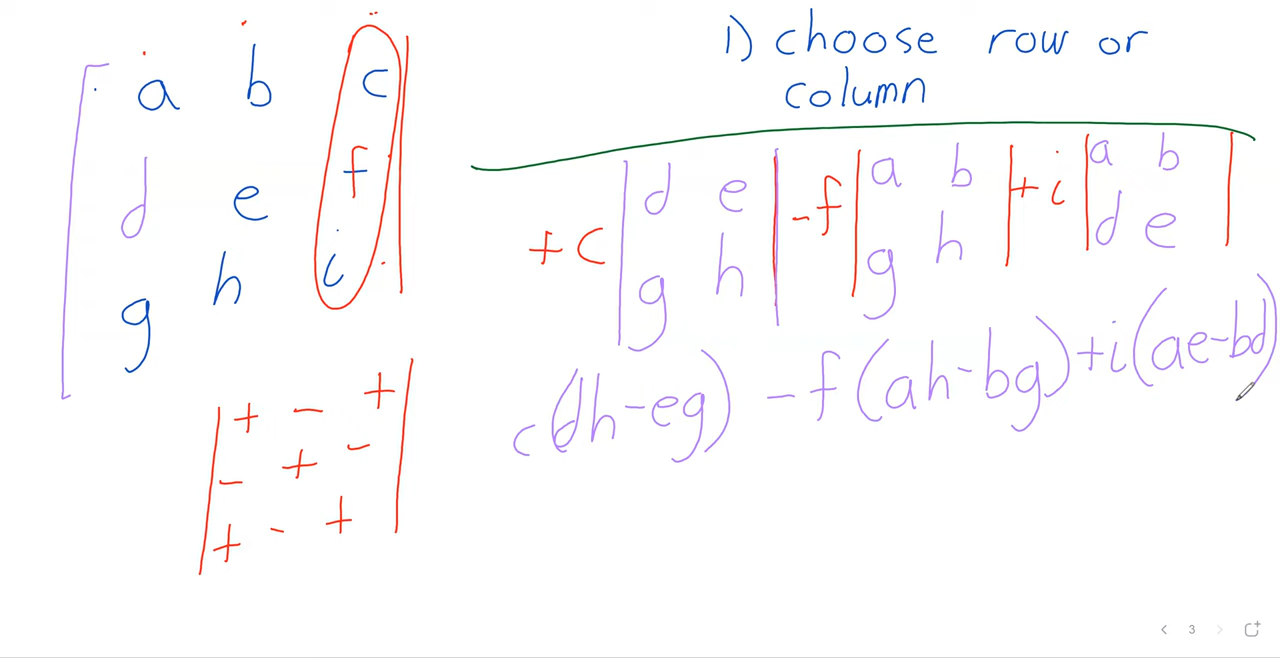 1) choose row or
column
a b c
d e f
g h i
+c | d e | -f | a b | +i | a b |
| g h | | g h | | d e |
c(dh-eg) - f(ah-bg) + i(ae-bd)
+ - +
- + -
+ - +
3